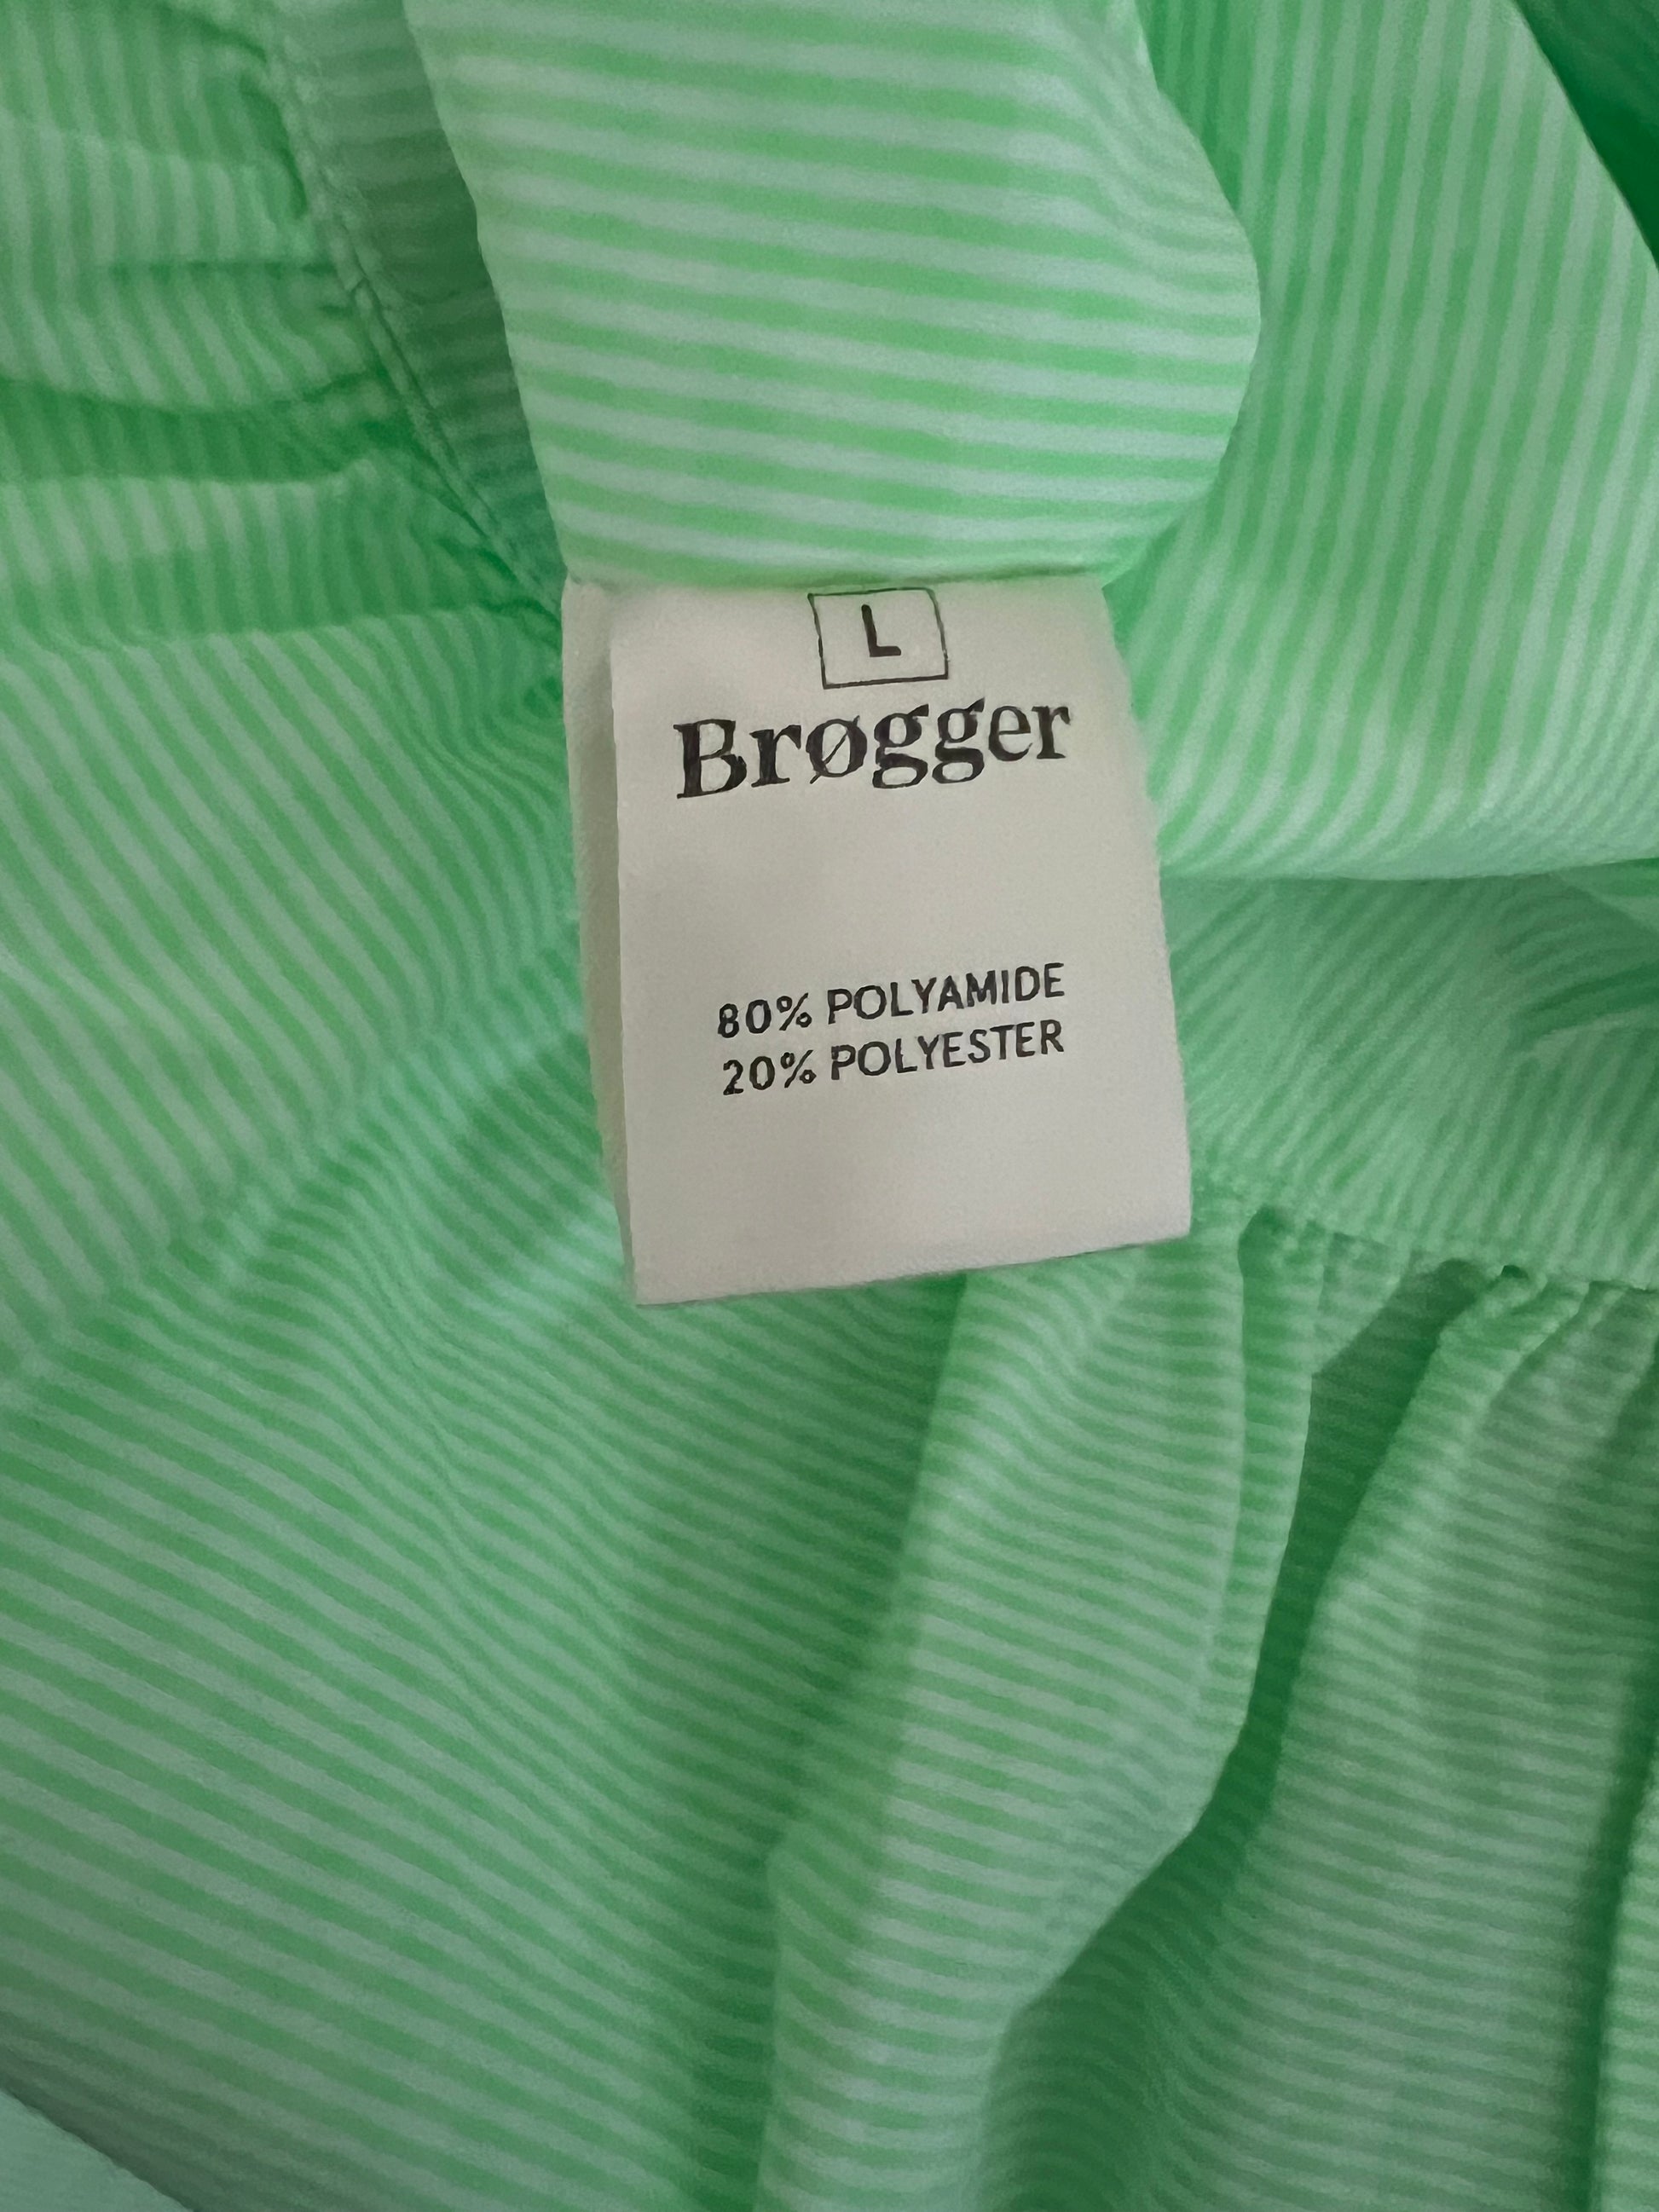 L
Brøgger
80% POLYAMIDE
20% POLYESTER